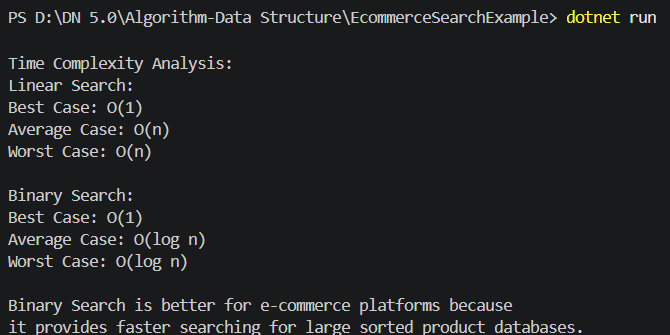 PS D:\DN 5.0\Algorithm-Data Structure\EcommerceSearchExample> dotnet run
Time Complexity Analysis:
Linear Search:
Best Case: O(1)
Average Case: O(n)
Worst Case: O(n)
Binary Search:
Best Case: O(1)
Average Case: O(log n)
Worst Case: O(log n)
Binary Search is better for e-commerce platforms because
it provides faster searching for large sorted product databases.